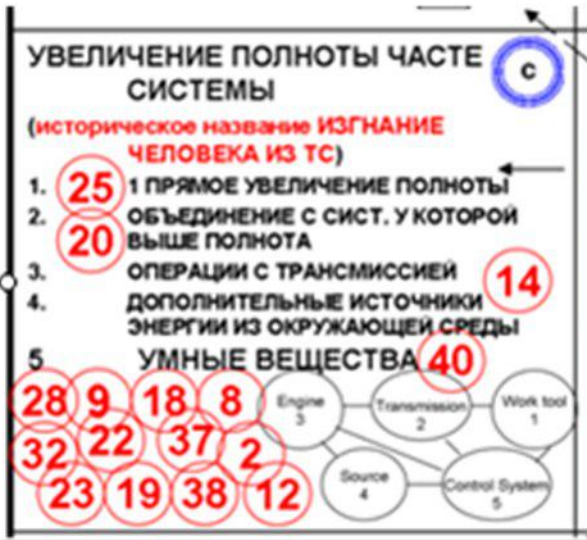 УВЕЛИЧЕНИЕ ПОЛНОТЫ ЧАСТЕ
с
СИСТЕМЫ
(историческое название ИЗГНАНИЕ
ЧЕЛОВЕКА ИЗ ТС)
1. 25 1 ПРЯМОЕ УВЕЛИЧЕНИЕ ПОЛНОТЫ
2. ОБЪЕДИНЕНИЕ С СИСТ. У КОТОРОЙ
20 ВЫШЕ ПОЛНОТА
3. ОПЕРАЦИИ С ТРАНСМИССИЕЙ 14
4. ДОПОЛНИТЕЛЬНЫЕ ИСТОЧНИКИ
ЭНЕРГИИ ИЗ ОКРУЖАЮЩЕЙ СРЕДЫ
5 УМНЫЕ ВЕЩЕСТВА 40
28 9 18 8
32 22 37 2
23 19 38 12
Engine
3
Transmission
2
Work tool
1
Source
4
Control System
5